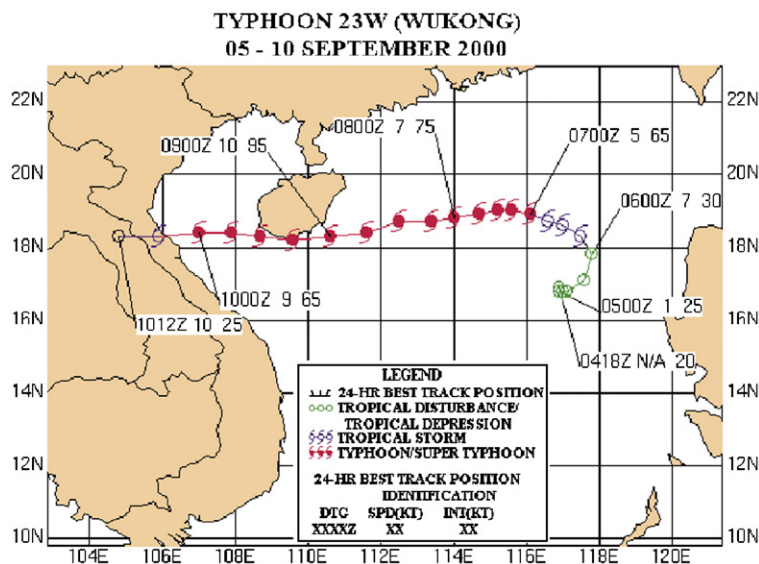 TYPHOON 23W (WUKONG)
05 - 10 SEPTEMBER 2000
22N
22N
0800Z 7 75
0900Z 10 95
0700Z 5 65
20N
20N
0600Z 7 30
18N
18N
1000Z 9 65
0500Z 1 25
1012Z 10 25
16N
16N
0418Z N/A 20
LEGEND
24-HR BEST TRACK POSITION
TROPICAL DISTURBANCE/
TROPICAL DEPRESSION
TROPICAL STORM
TYPHOON/SUPER TYPHOON
24-HR BEST TRACK POSITION
IDENTIFICATION
DTG SPD(KT) INT(KT)
XXXXZ XX XX
14N
14N
12N
12N
10N
10N
104E 106E 108E 110E 112E 114E 116E 118E 120E